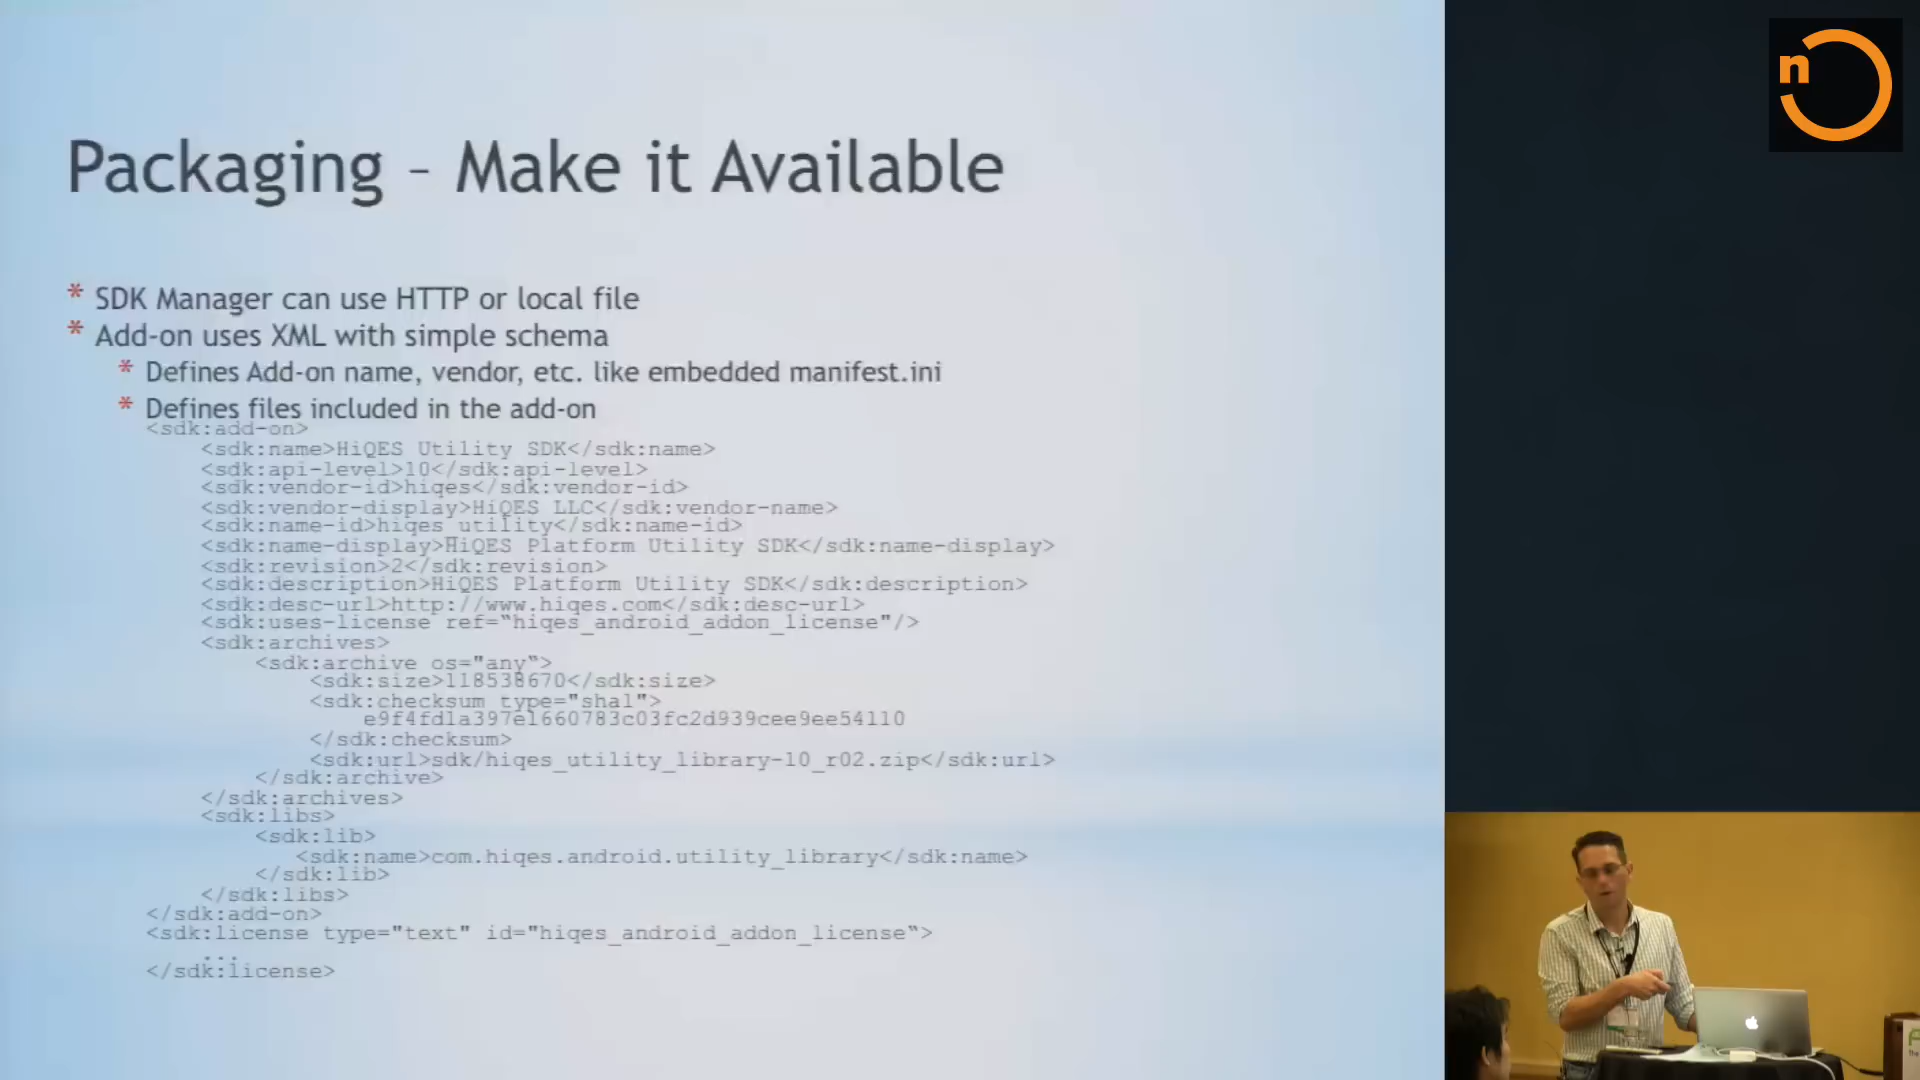 n
Packaging – Make it Available
* SDK Manager can use HTTP or local file
* Add-on uses XML with simple schema
* Defines Add-on name, vendor, etc. like embedded manifest.ini
* Defines files included in the add-on
<sdk:add-on>
<sdk:name>HiQES Utility SDK</sdk:name>
<sdk:api-level>10</sdk:api-level>
<sdk:vendor-id>hiqes</sdk:vendor-id>
<sdk:vendor-display>HiQES LLC</sdk:vendor-name>
<sdk:name-id>hiqes_utility</sdk:name-id>
<sdk:name-display>HiQES Platform Utility SDK</sdk:name-display>
<sdk:revision>2</sdk:revision>
<sdk:description>HiQES Platform Utility SDK</sdk:description>
<sdk:desc-url>http://www.hiqes.com</sdk:desc-url>
<sdk:uses-license ref=“hiqes_android_addon_license"/>
<sdk:archives>
<sdk:archive os="any“>
<sdk:size>118538670</sdk:size>
<sdk:checksum type="sha1">
e9f4fd1a397e1660783c03fc2d939cee9ee54110
</sdk:checksum>
<sdk:url>sdk/hiqes_utility_library-10_r02.zip</sdk:url>
</sdk:archive>
</sdk:archives>
<sdk:libs>
<sdk:lib>
<sdk:name>com.hiqes.android.utility_library</sdk:name>
</sdk:lib>
</sdk:libs>
</sdk:add-on>
<sdk:license type="text" id="hiqes_android_addon_license“>
...
</sdk:license>